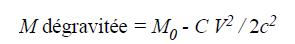 M dégravitée = M₀ - C V² / 2c²